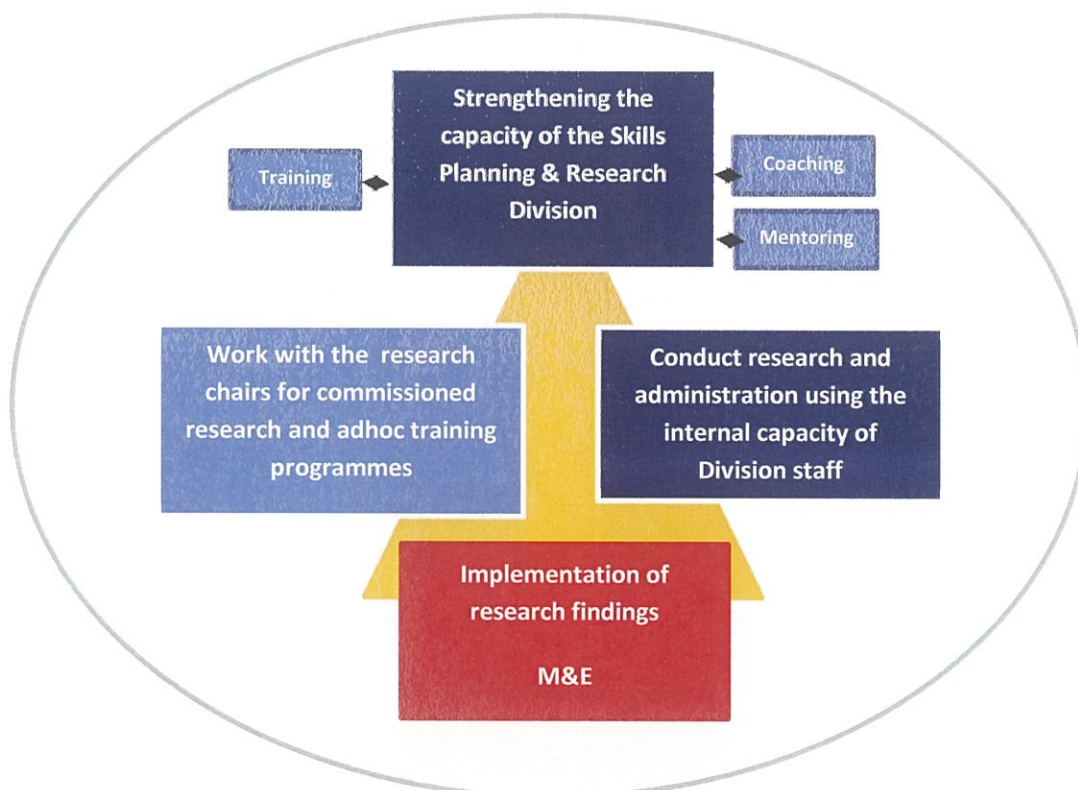 Strengthening the
capacity of the Skills
Planning & Research
Division
Training
Coaching
Mentoring
Work with the research
chairs for commissioned
research and adhoc training
programmes
Conduct research and
administration using the
internal capacity of
Division staff
Implementation of
research findings
M&E